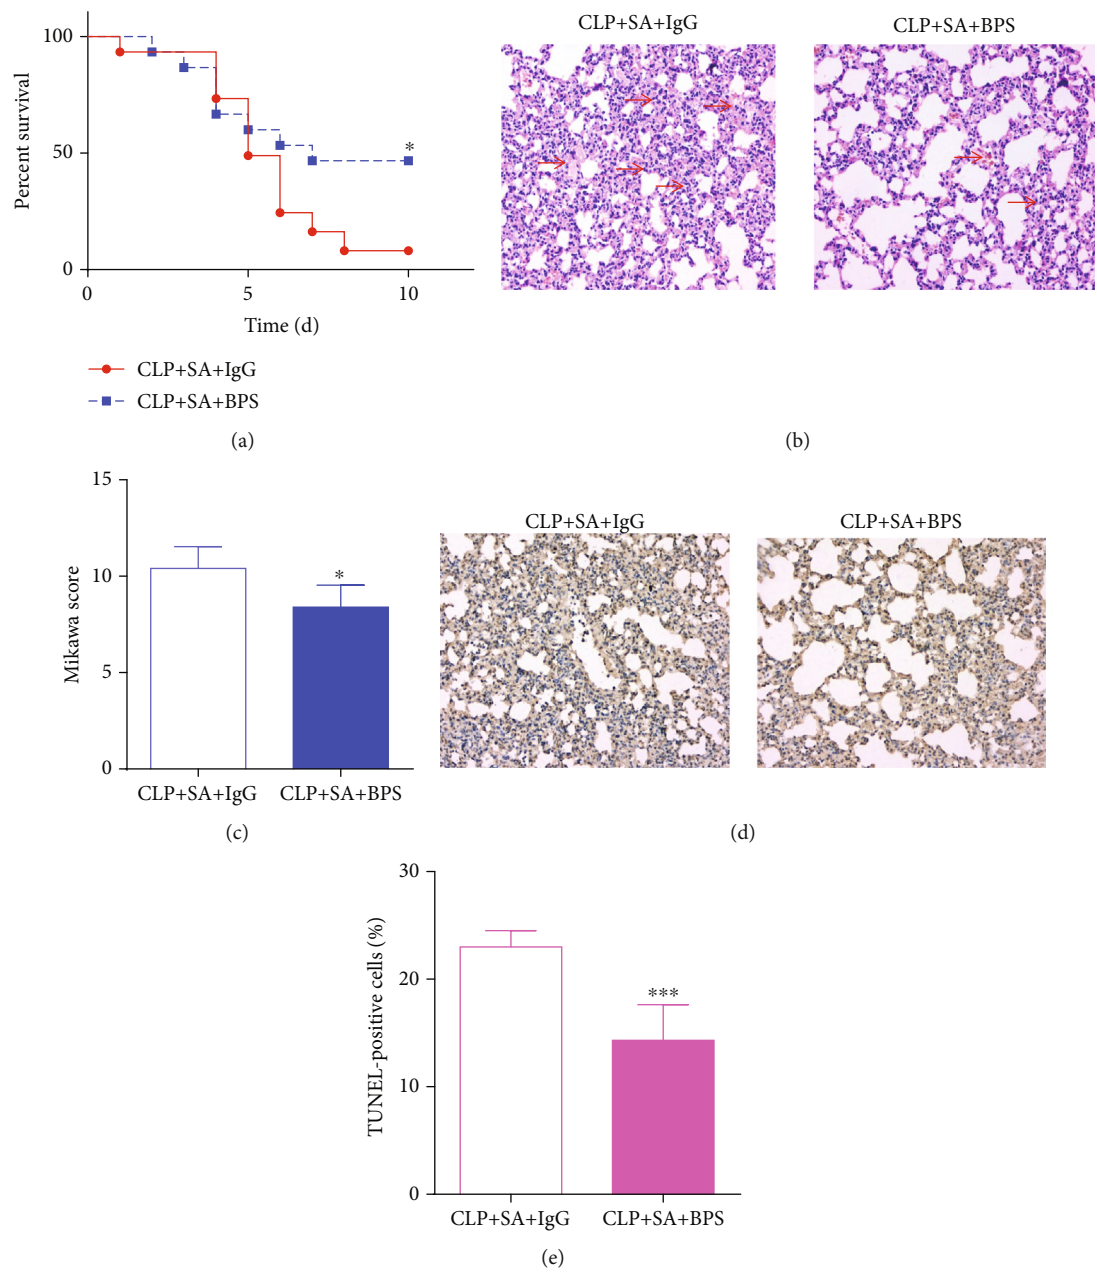 100
50
0
Percent survival
0
5
10
Time (d)
*
CLP+SA+IgG
CLP+SA+BPS
(a)
CLP+SA+IgG
CLP+SA+BPS
(b)
15
10
5
0
Mikawa score
*
CLP+SA+IgG
CLP+SA+BPS
(c)
CLP+SA+IgG
CLP+SA+BPS
(d)
30
20
10
0
TUNEL-positive cells (%)
***
CLP+SA+IgG
CLP+SA+BPS
(e)